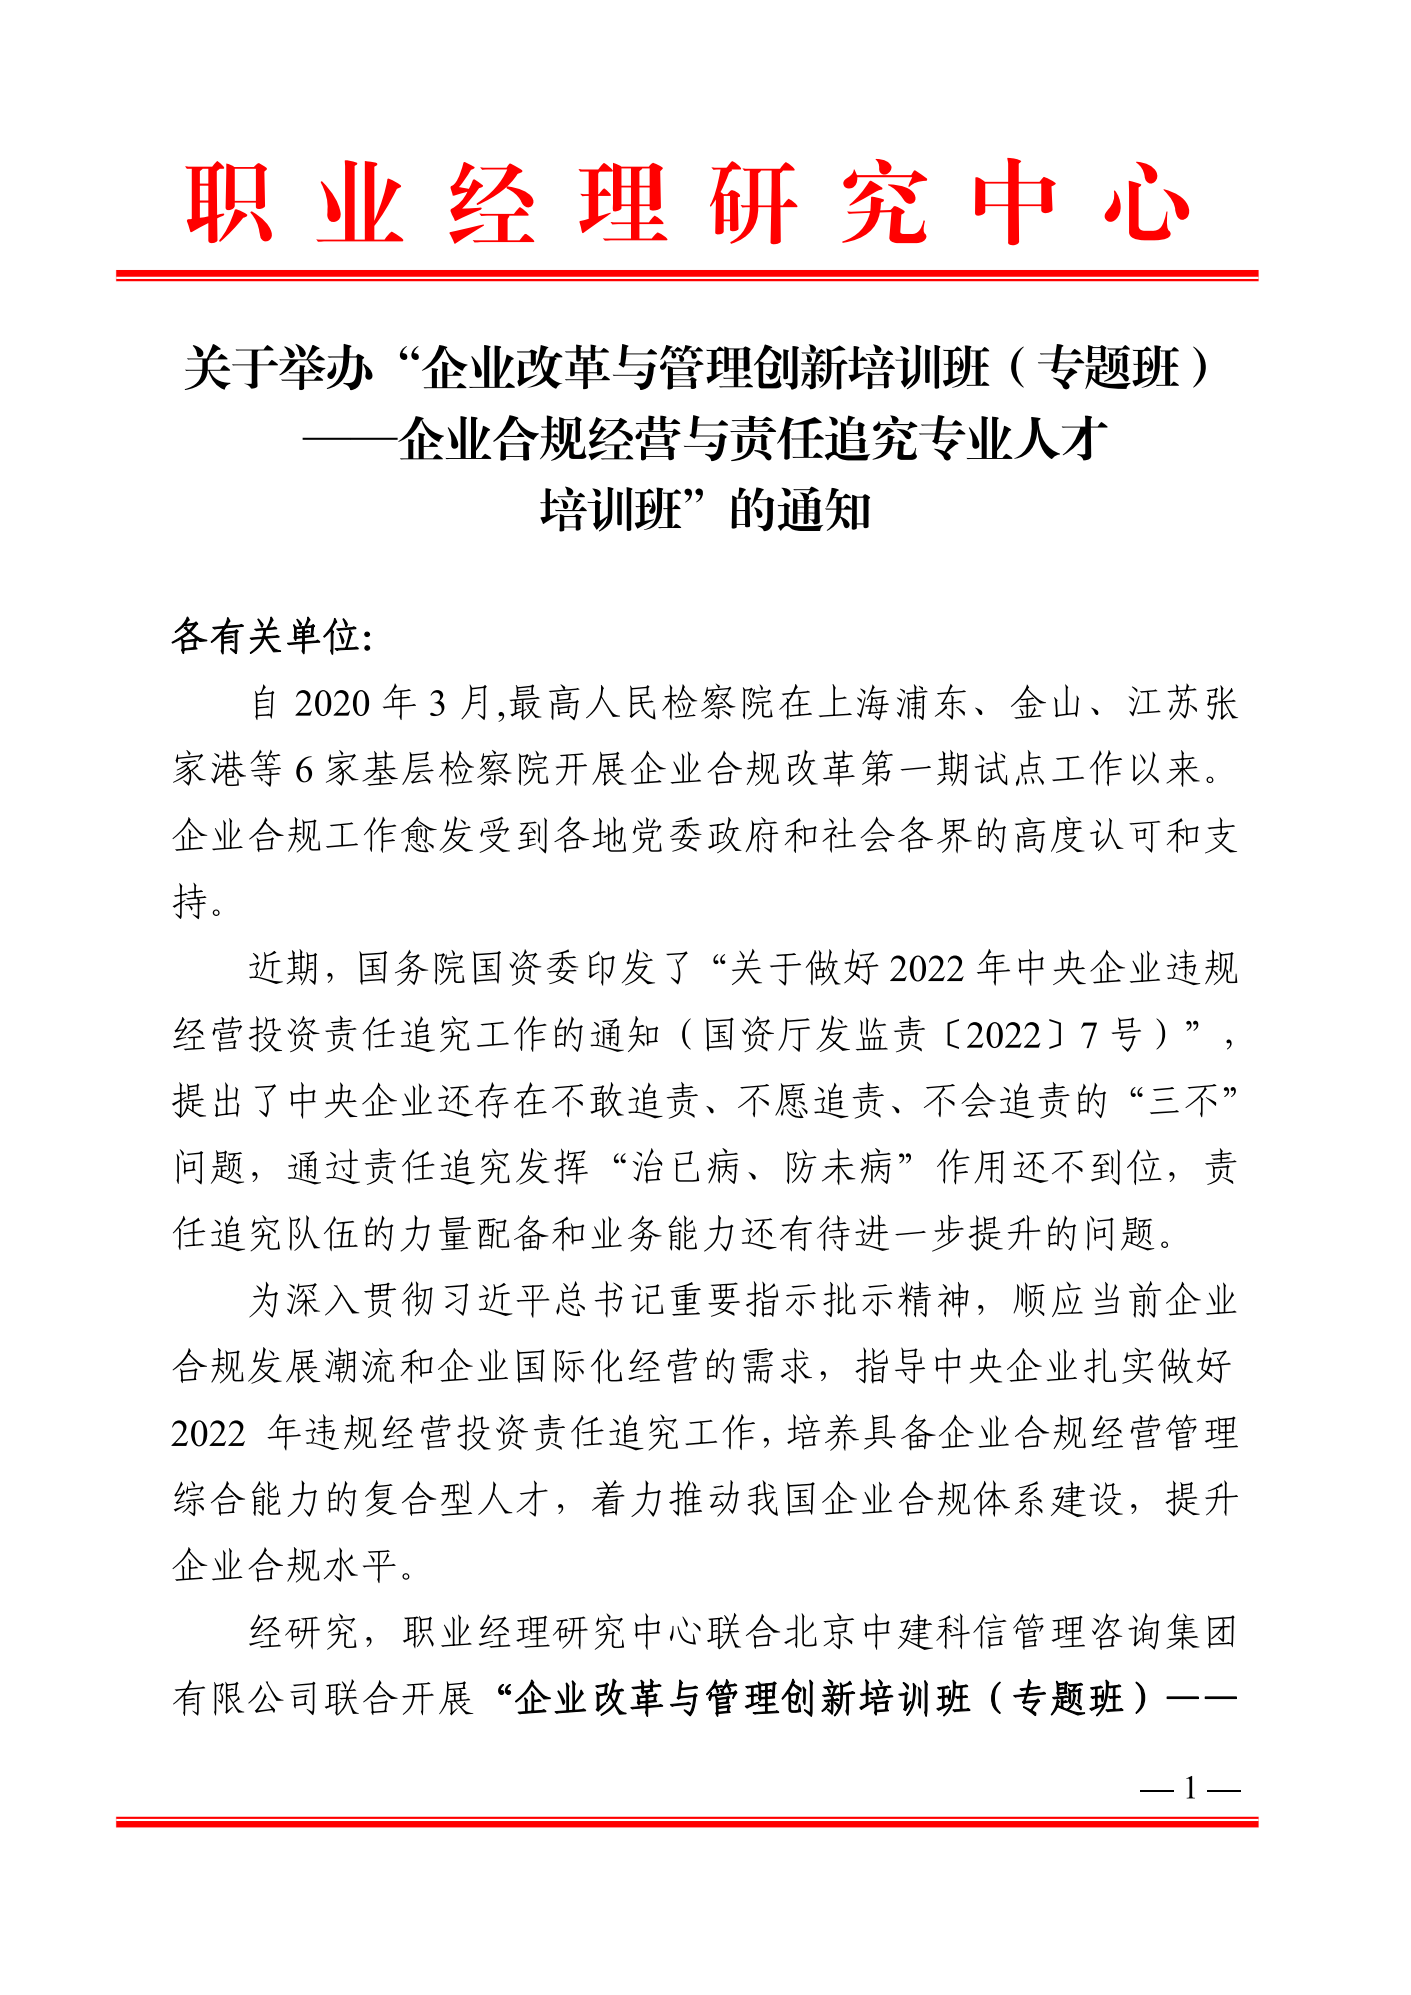 职业经理研究中心
关于举办“企业改革与管理创新培训班（专题班）
——企业合规经营与责任追究专业人才
培训班”的通知
各有关单位:
自 2020 年 3 月,最高人民检察院在上海浦东、金山、江苏张
家港等 6 家基层检察院开展企业合规改革第一期试点工作以来。
企业合规工作愈发受到各地党委政府和社会各界的高度认可和支
持。
近期，国务院国资委印发了“关于做好 2022 年中央企业违规
经营投资责任追究工作的通知（国资厅发监责〔2022〕7 号）”，
提出了中央企业还存在不敢追责、不愿追责、不会追责的“三不”
问题，通过责任追究发挥“治已病、防未病”作用还不到位，责
任追究队伍的力量配备和业务能力还有待进一步提升的问题。
为深入贯彻习近平总书记重要指示批示精神，顺应当前企业
合规发展潮流和企业国际化经营的需求，指导中央企业扎实做好
2022 年违规经营投资责任追究工作，培养具备企业合规经营管理
综合能力的复合型人才，着力推动我国企业合规体系建设，提升
企业合规水平。
经研究，职业经理研究中心联合北京中建科信管理咨询集团
有限公司联合开展“企业改革与管理创新培训班（专题班）——
— 1 —